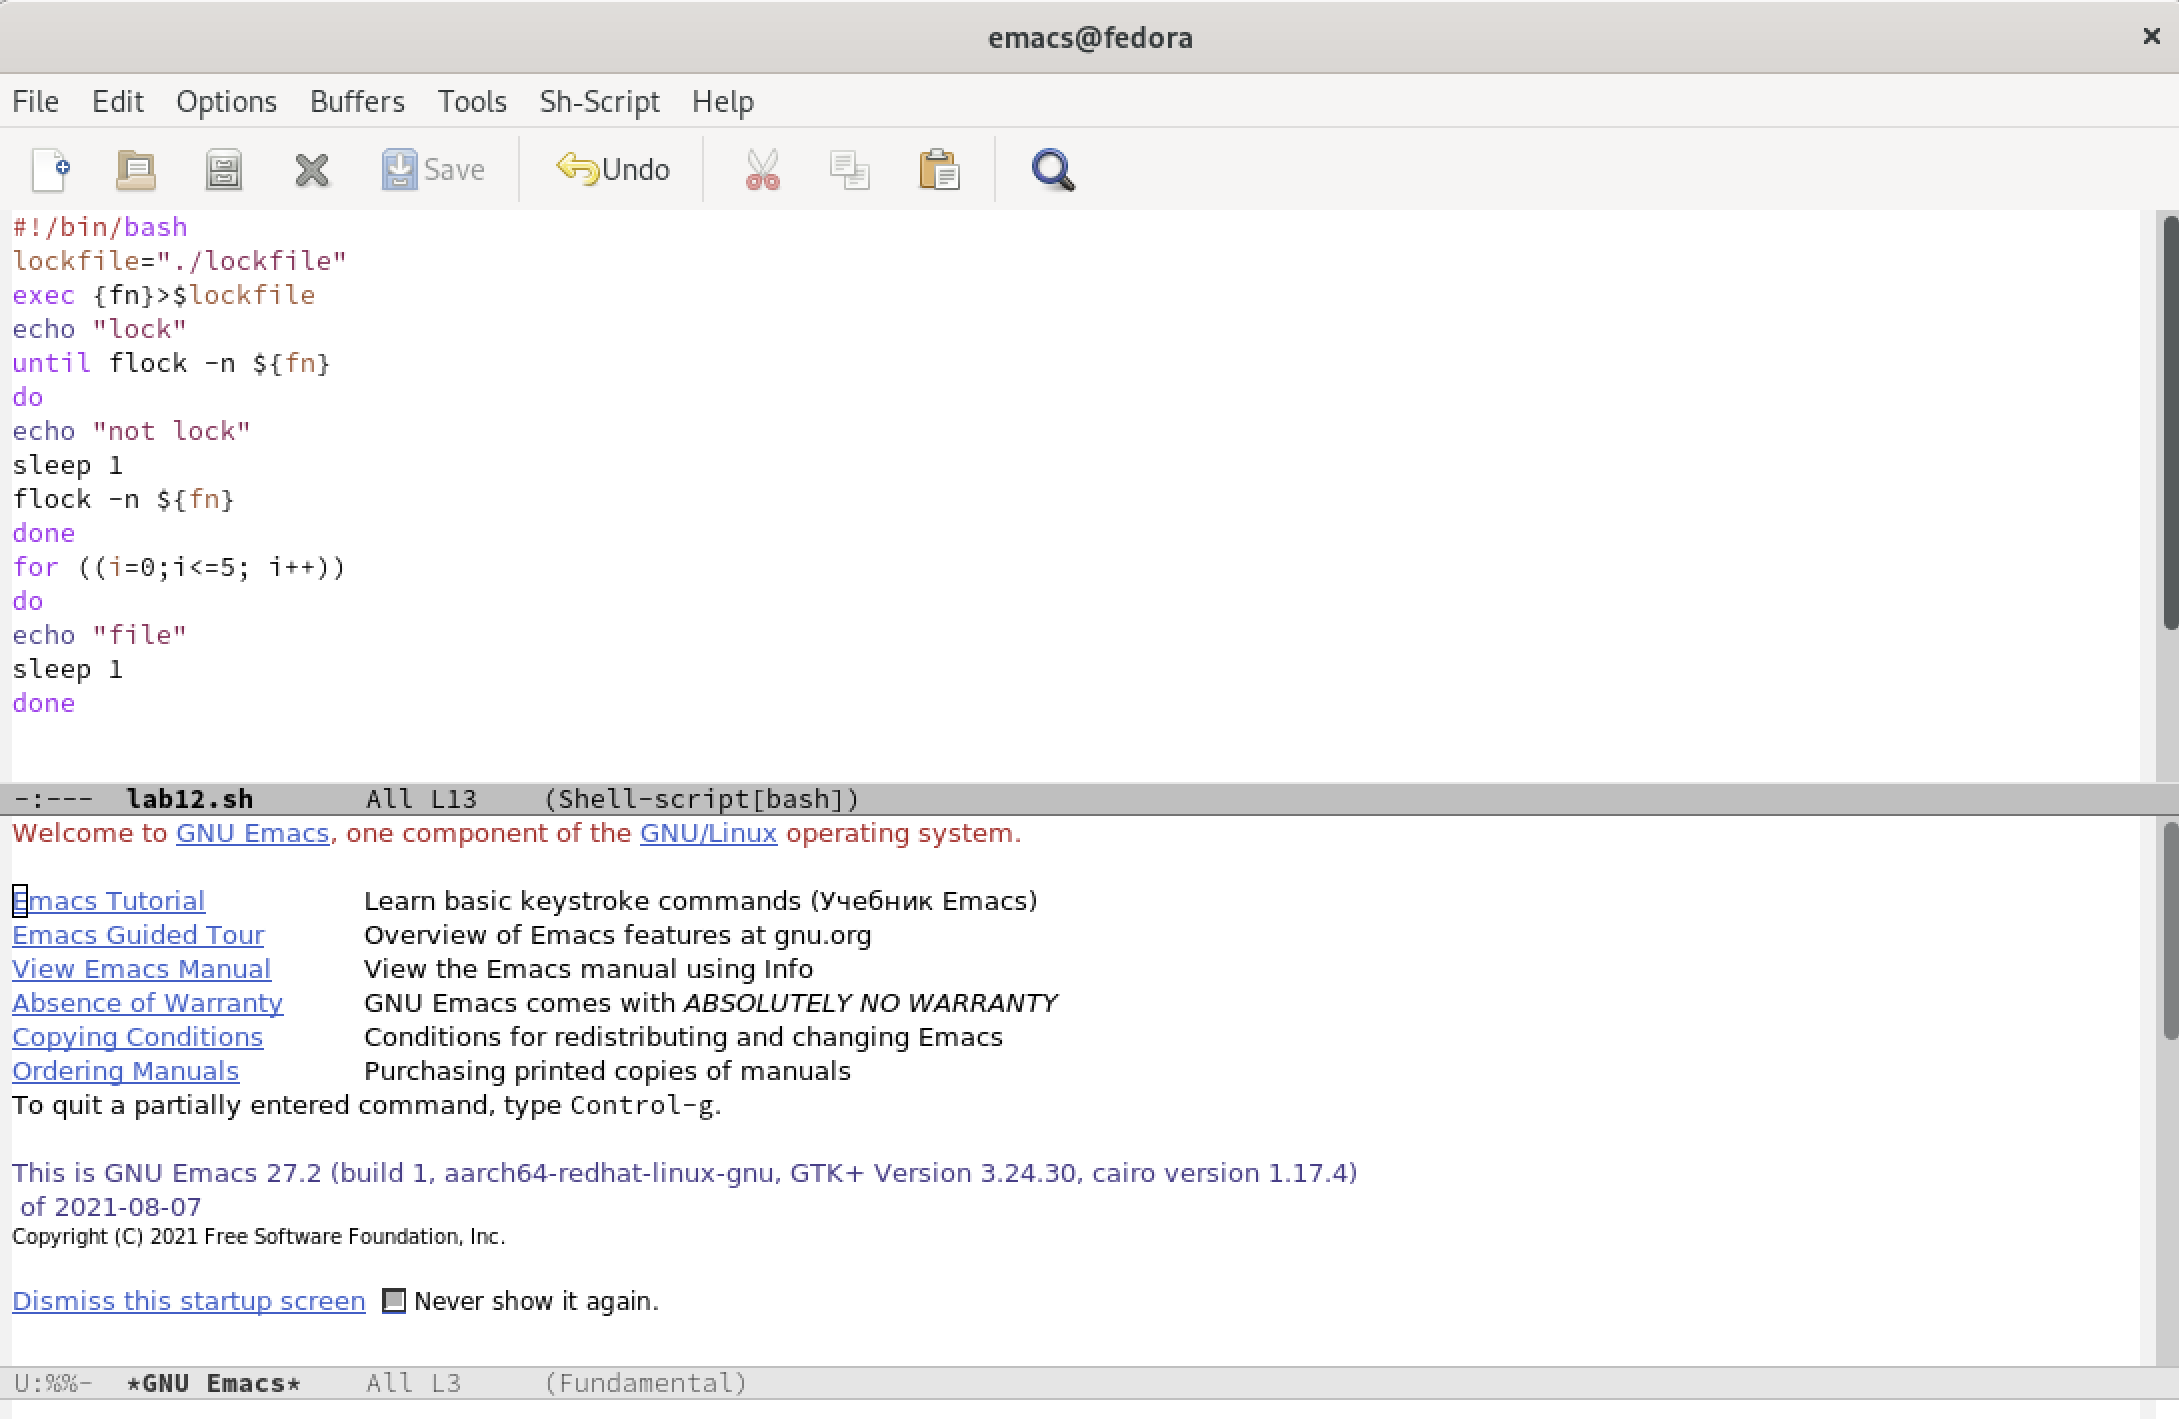 emacs@fedora
File Edit Options Buffers Tools Sh-Script Help
Save Undo
#!/bin/bash
lockfile="./lockfile"
exec {fn}>$lockfile
echo "lock"
until flock -n ${fn}
do
echo "not lock"
sleep 1
flock -n ${fn}
done
for ((i=0;i<=5; i++))
do
echo "file"
sleep 1
done
-:--- lab12.sh All L13 (Shell-script[bash])
Welcome to GNU Emacs, one component of the GNU/Linux operating system.
Emacs Tutorial Learn basic keystroke commands (Учебник Emacs)
Emacs Guided Tour Overview of Emacs features at gnu.org
View Emacs Manual View the Emacs manual using Info
Absence of Warranty GNU Emacs comes with ABSOLUTELY NO WARRANTY
Copying Conditions Conditions for redistributing and changing Emacs
Ordering Manuals Purchasing printed copies of manuals
To quit a partially entered command, type Control-g.
This is GNU Emacs 27.2 (build 1, aarch64-redhat-linux-gnu, GTK+ Version 3.24.30, cairo version 1.17.4)
of 2021-08-07
Copyright (C) 2021 Free Software Foundation, Inc.
Dismiss this startup screen Never show it again.
U:%%- *GNU Emacs* All L3 (Fundamental)